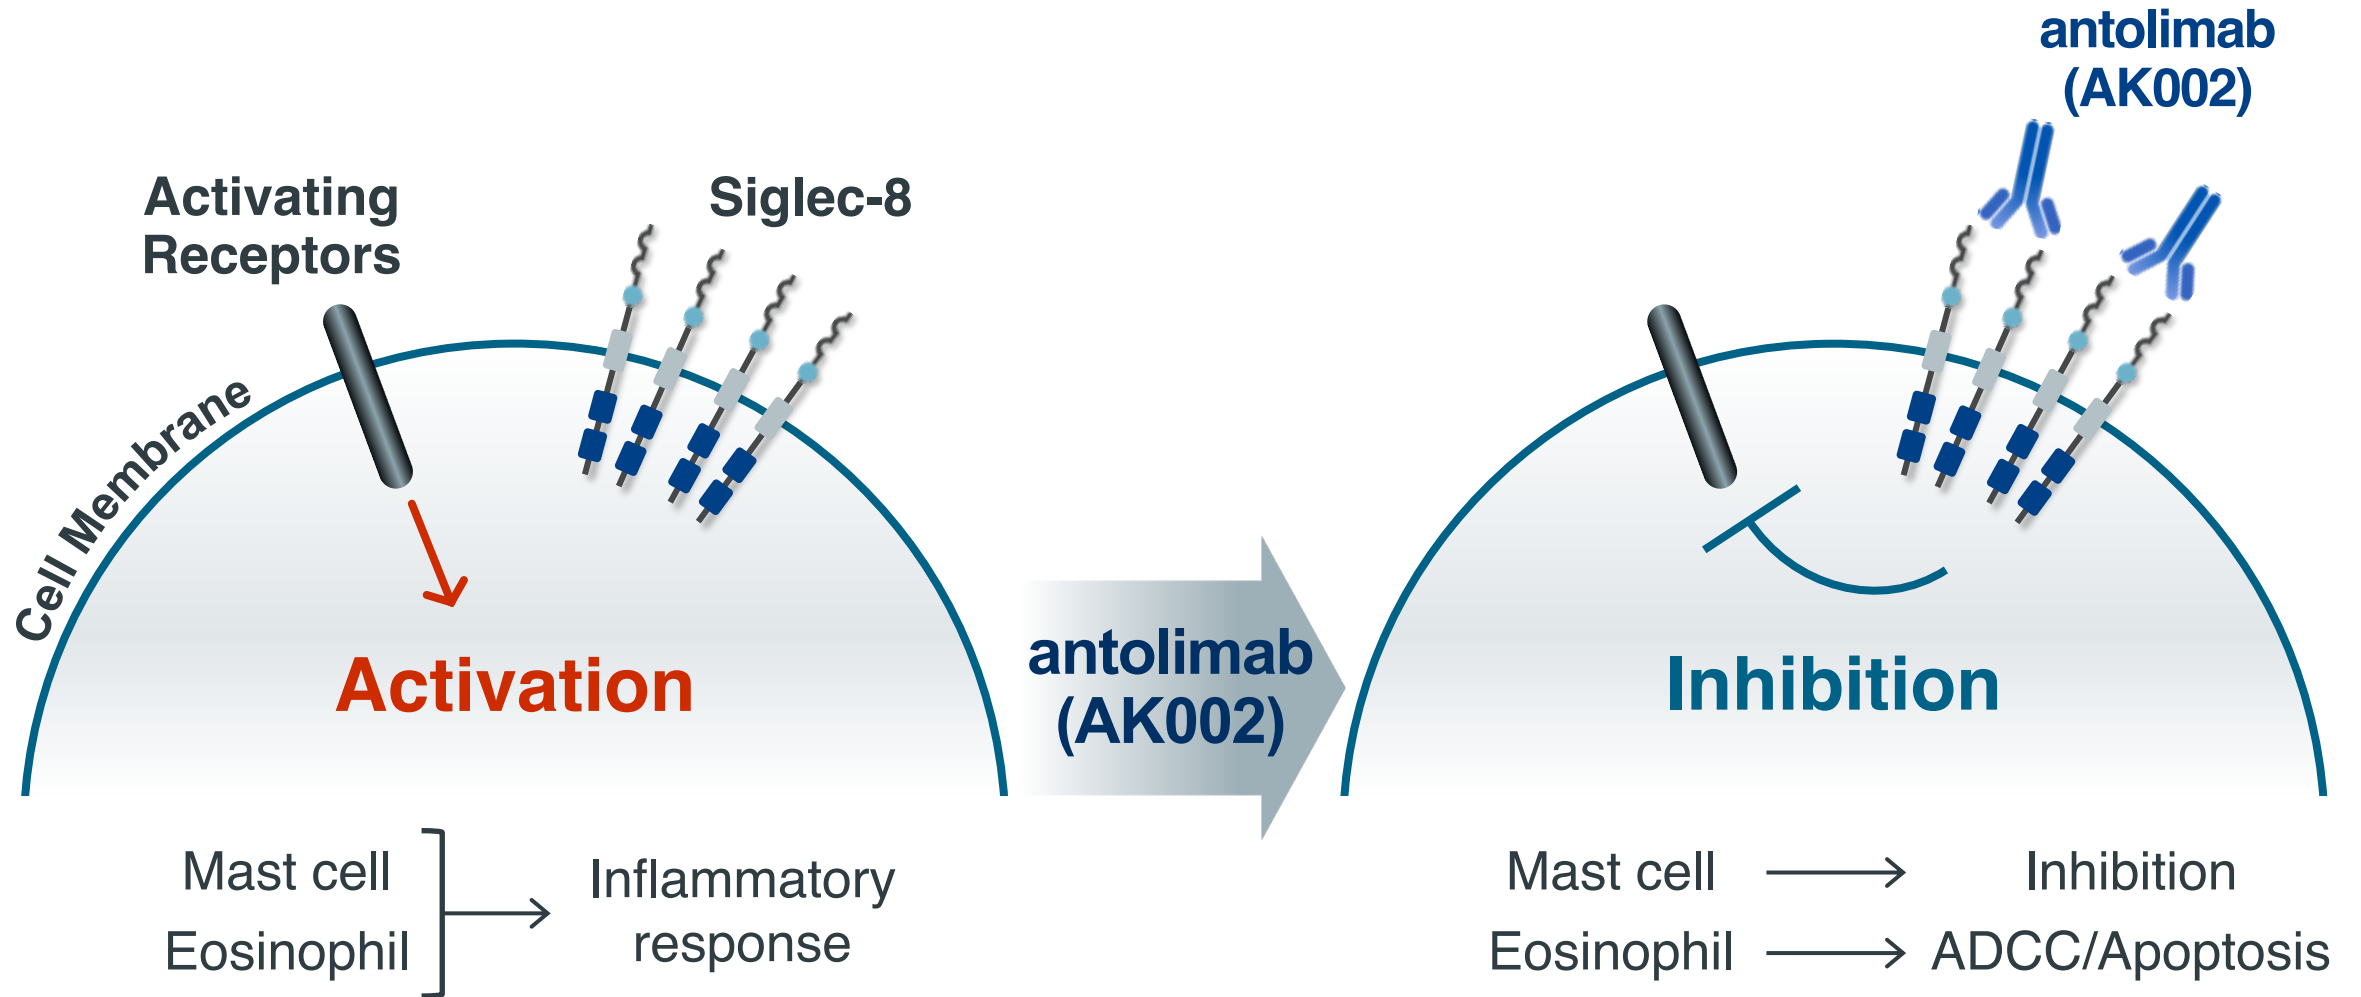 antolimab
(AK002)
Activating
Receptors
Siglec-8
Cell Membrane
Activation
antolimab
(AK002)
Inhibition
Mast cell
Eosinophil
Inflammatory
response
Mast cell
Inhibition
Eosinophil
ADCC/Apoptosis